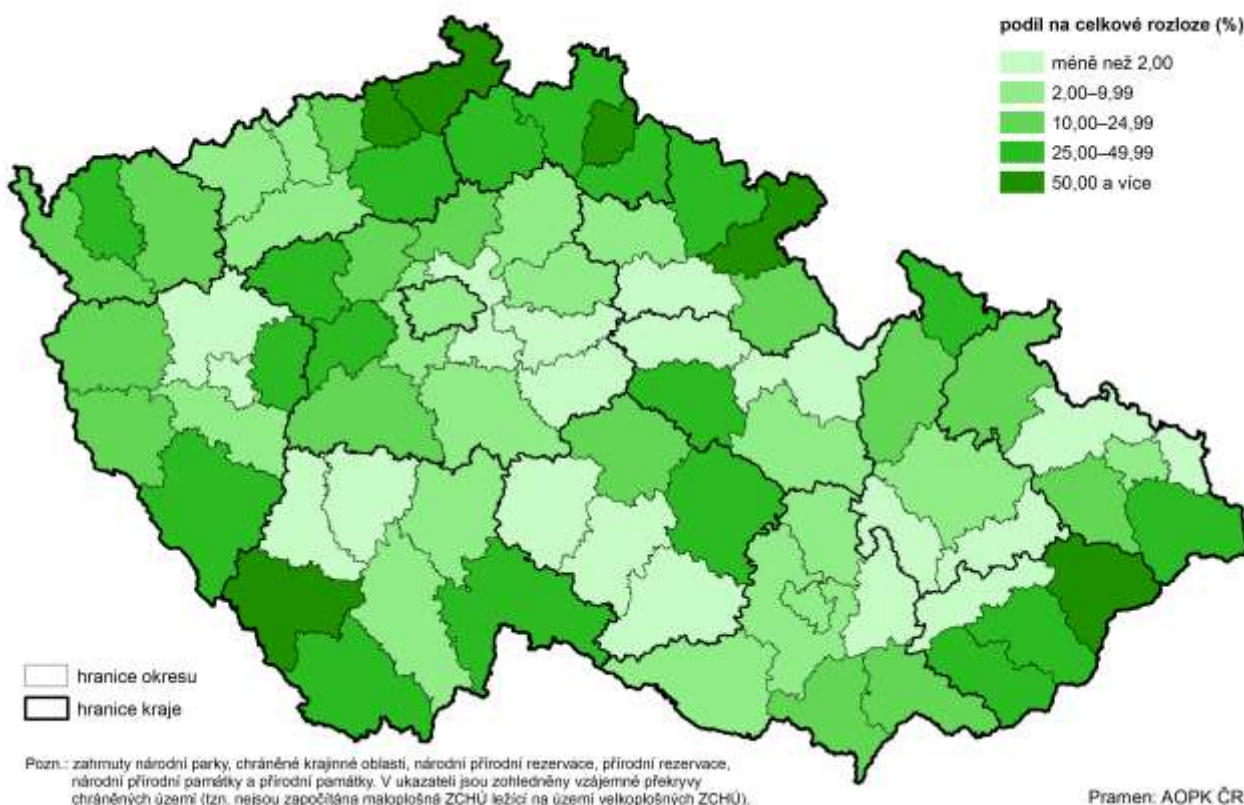 podíl na celkové rozloze (%)
méně než 2,00
2,00–9,99
10,00–24,99
25,00–49,99
50,00 a více
hranice okresu
hranice kraje
Pozn.: zahrnuty národní parky, chráněné krajinné oblasti, národní přírodní rezervace, přírodní rezervace,
národní přírodní památky a přírodní památky. V ukazateli jsou zohledněny vzájemné překryvy
chráněných území (tzn. nejsou započítána maloplošná ZCHÚ ležící na území velkoplošných ZCHÚ).
Pramen: AOPK ČR